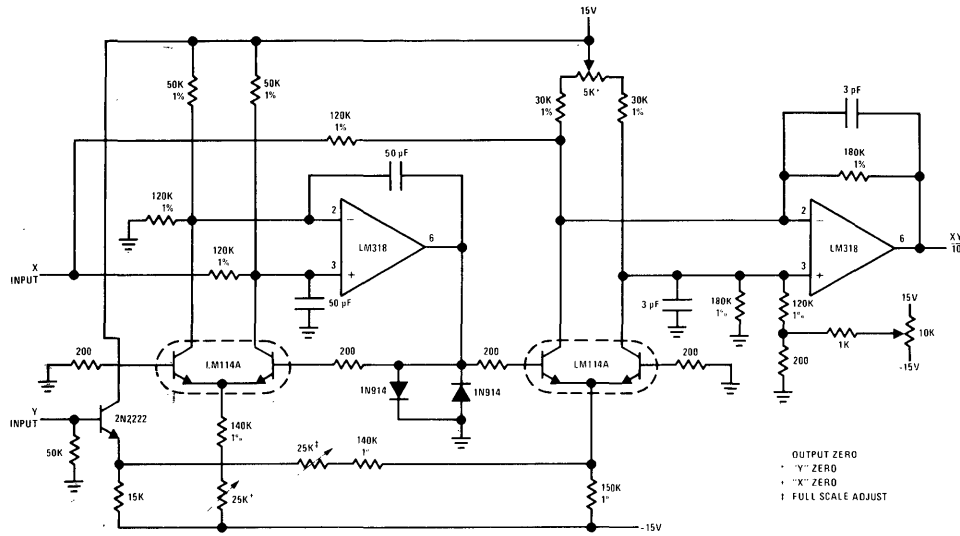 15V
50K
1%
50K
1%
5K*
30K
1%
30K
1%
3 pF
120K
1%
180K
1%
50 µF
120K
1%
2
LM318
6
3
−
+
2
LM318
6
3
−
+
XY
10
120K
1%
X
INPUT
50 µF
3 pF
180K
1%
120K
1%
15V
10K
1K
-15V
200
200
LM114A
200
200
LM114A
200
1N914
1N914
Y
INPUT
2N2222
50K
140K
1%
25K‡
140K
1%
15K
25K+
150K
1%
-15V
OUTPUT ZERO
* "Y" ZERO
+ "X" ZERO
‡ FULL SCALE ADJUST